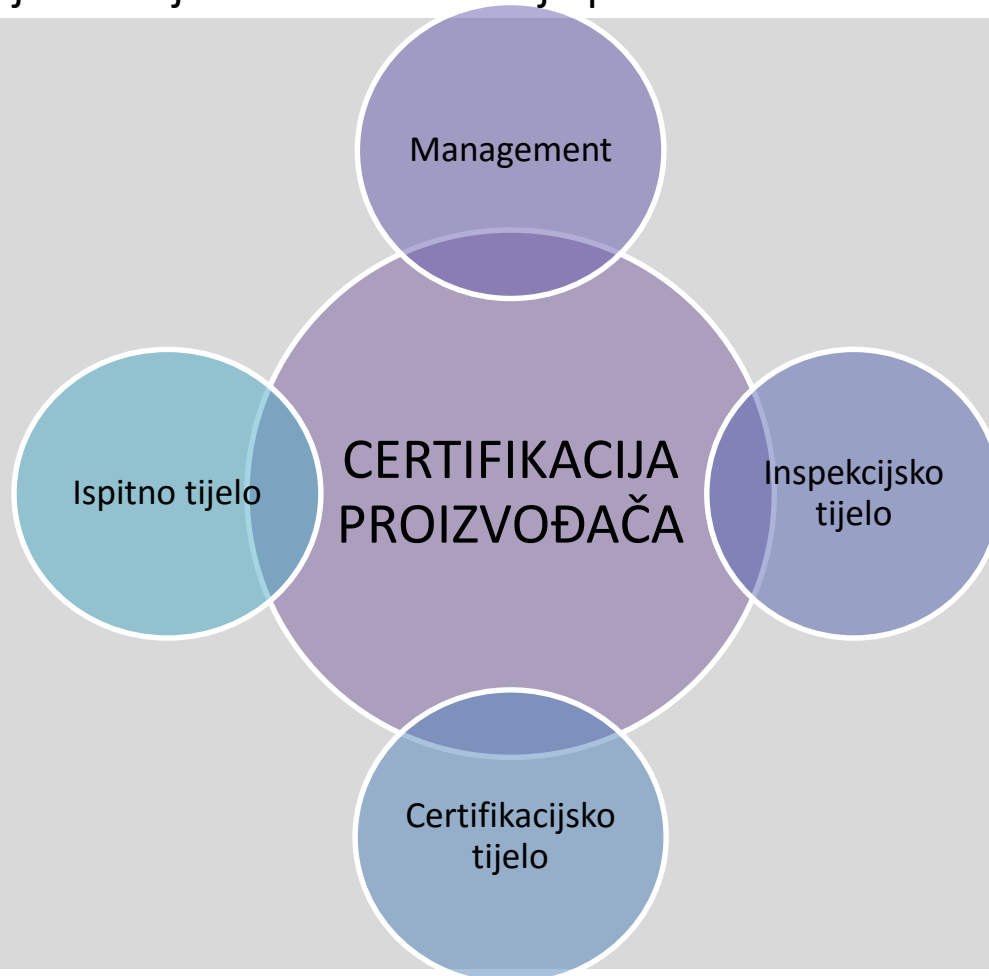 Management
Ispitno tijelo
CERTIFIKACIJA
PROIZVOĐAČA
Inspekcijsko
tijelo
Certifikacijsko
tijelo